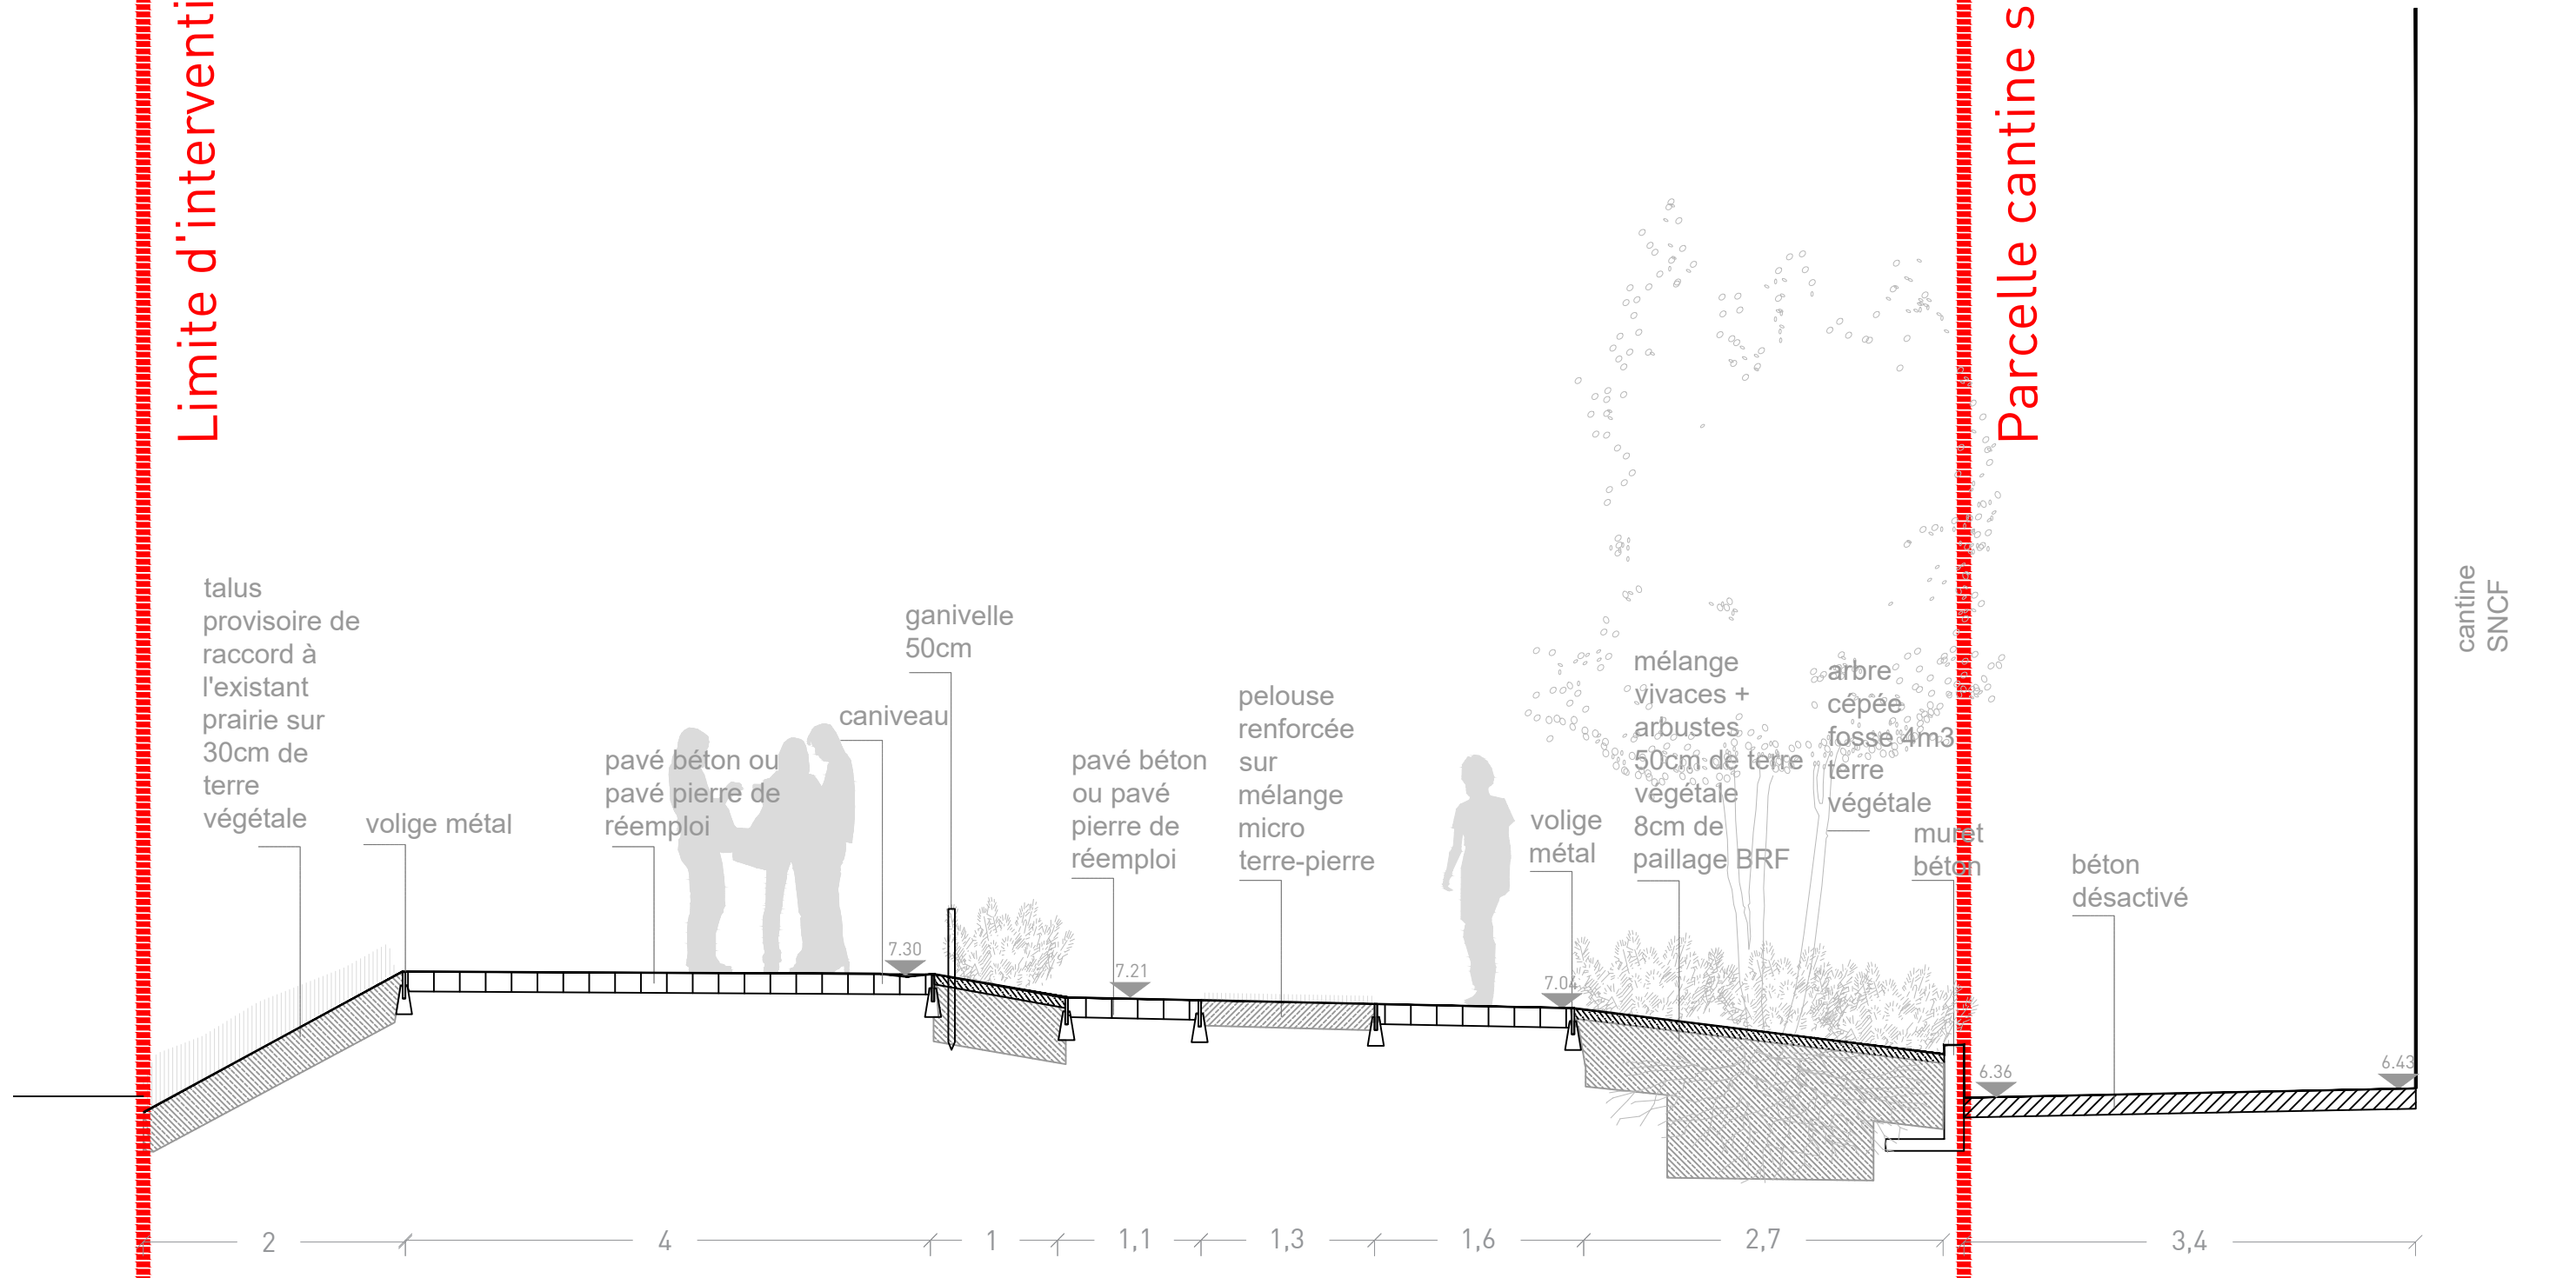 Limite d'interventi
Parcelle cantine s
talus
provisoire de
raccord à
l'existant
prairie sur
30cm de
terre
végétale
volige métal
pavé béton ou
pavé pierre de
réemploi
caniveau
ganivelle
50cm
pavé béton
ou pavé
pierre de
réemploi
pelouse
renforcée
sur
mélange
micro
terre-pierre
volige
métal
mélange
vivaces +
arbustes
50cm de terre
végétale
8cm de
paillage BRF
arbre
cépée
fosse 4m3
terre
végétale
muret
béton
béton
désactivé
cantine
SNCF
7.30
7.21
7.04
6.36
6.43
2
4
1
1,1
1,3
1,6
2,7
3,4